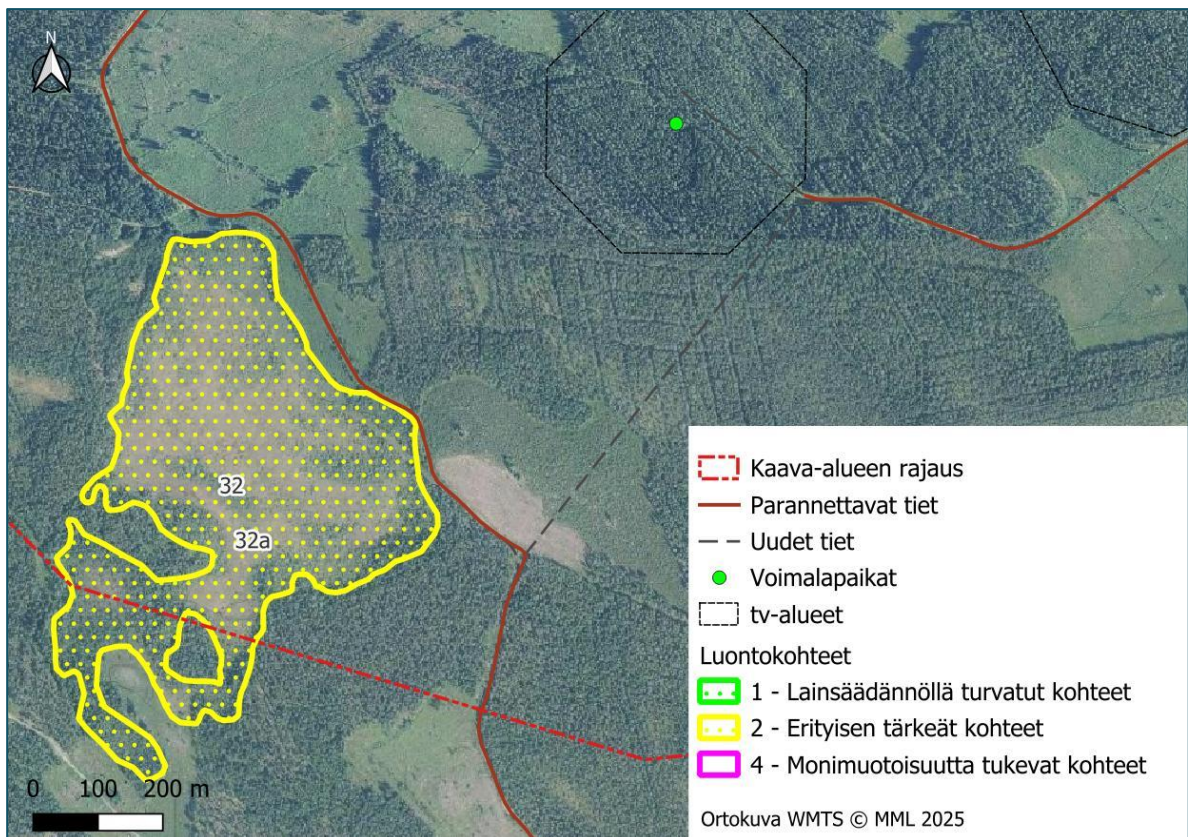 N
32
32a
Kaava-alueen rajaus
Parannettavat tiet
Uudet tiet
Voimalapaikat
tv-alueet
Luontokohteet
1 - Lainsäädännöllä turvatut kohteet
2 - Erityisen tärkeät kohteet
4 - Monimuotoisuutta tukevat kohteet
0 100 200 m
Ortokuva WMTS © MML 2025